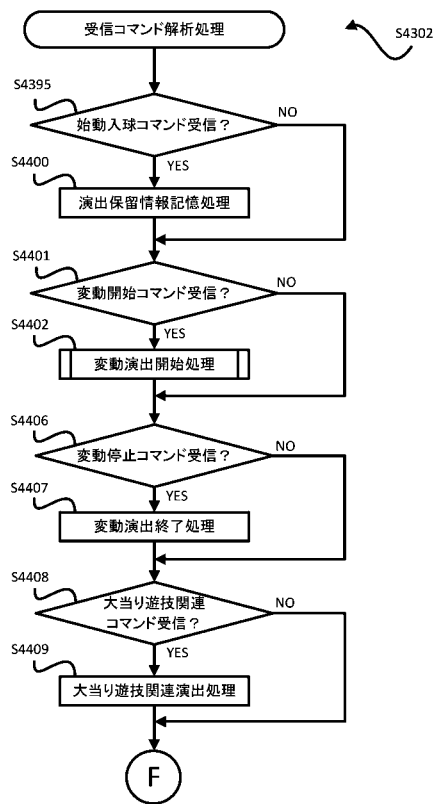 受信コマンド解析処理
S4302
S4395
始動入球コマンド受信?
NO
YES
S4400
演出保留情報記憶処理
S4401
変動開始コマンド受信?
NO
YES
S4402
変動演出開始処理
S4406
変動停止コマンド受信?
NO
YES
S4407
変動演出終了処理
S4408
大当り遊技関連
コマンド受信?
NO
YES
S4409
大当り遊技関連演出処理
F